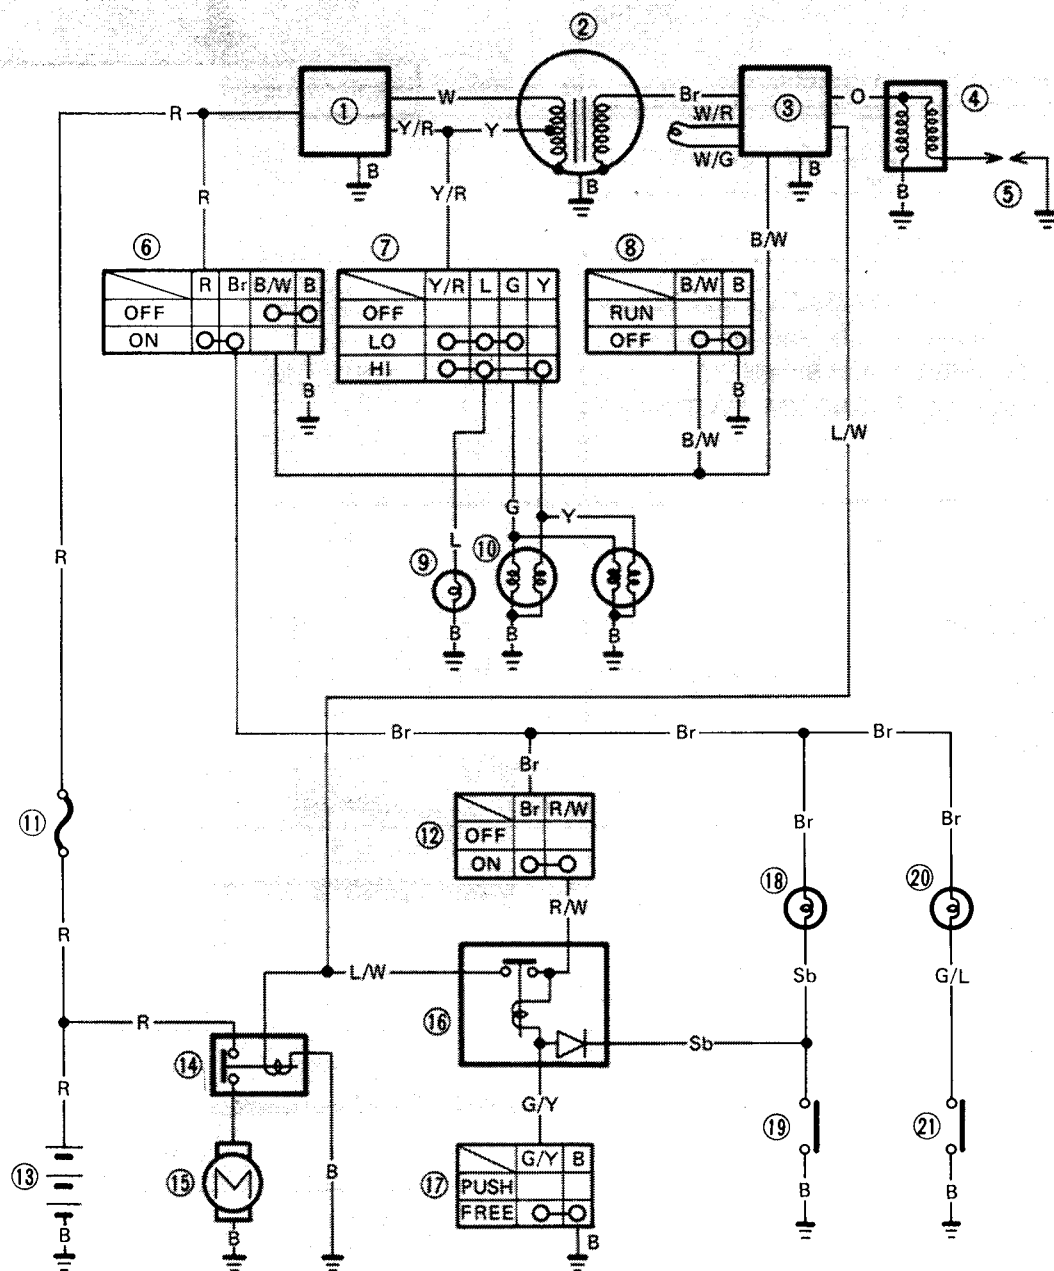 ②
R
①
W
Y/R
Y
B
B
Br
W/R
W/G
③
B
O
④
B
⑤
R
Y/R
B/W
⑥
R Br B/W B
OFF
ON
B
⑦
Y/R L G Y
OFF
LO
HI
⑧
B/W B
RUN
OFF
B
B/W
L/W
R
G
Y
L
⑨
⑩
B
B
B
Br
Br
Br
Br
⑪
⑫
Br R/W
OFF
ON
R/W
Br
Br
⑱
⑳
R
L/W
Sb
G/L
R
⑯
Sb
⑭
R
G/Y
⑲
㉑
⑬
B
⑮
B
B
⑰
G/Y B
PUSH
FREE
B
B
B